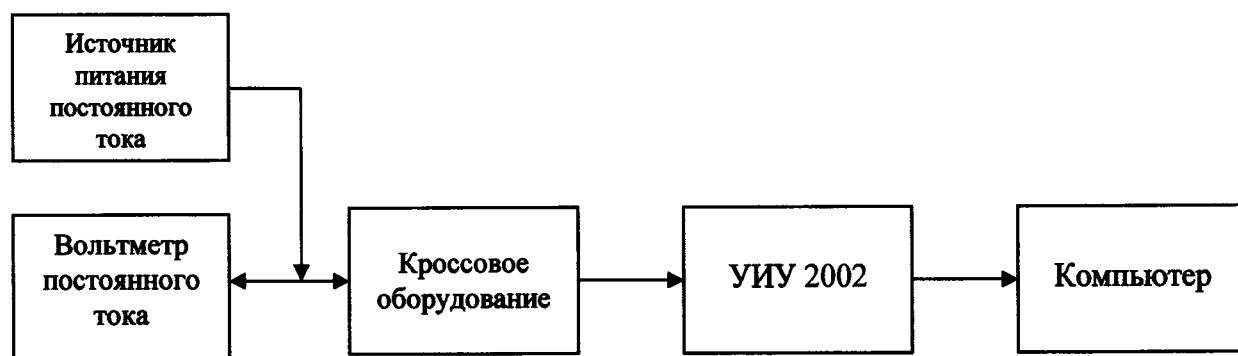 Источник
питания
постоянного
тока
Вольтметр
постоянного
тока
Кроссовое
оборудование
УИУ 2002
Компьютер